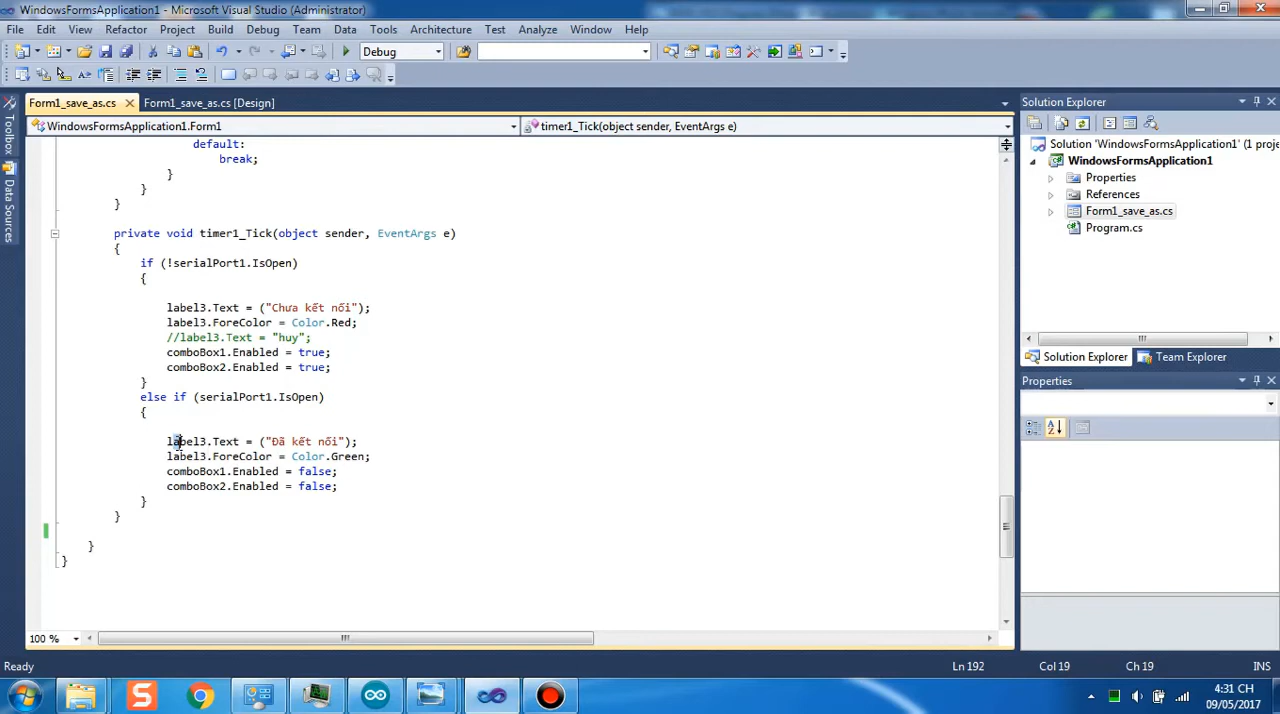 WindowsFormsApplication1 - Microsoft Visual Studio (Administrator)
File Edit View Refactor Project Build Debug Team Data Tools Architecture Test Analyze Window Help
Debug
Form1_save_as.cs Form1_save_as.cs [Design]
WindowsFormsApplication1.Form1 timer1_Tick(object sender, EventArgs e)
default:
break;
}
}
}
private void timer1_Tick(object sender, EventArgs e)
{
if (!serialPort1.IsOpen)
{
label3.Text = ("Chưa kết nối");
label3.ForeColor = Color.Red;
//label3.Text = "huy";
comboBox1.Enabled = true;
comboBox2.Enabled = true;
}
else if (serialPort1.IsOpen)
{
label3.Text = ("Đã kết nối");
label3.ForeColor = Color.Green;
comboBox1.Enabled = false;
comboBox2.Enabled = false;
}
}
}
}
100 %
Toolbox
Data Sources
Solution Explorer
Solution 'WindowsFormsApplication1' (1 proje
WindowsFormsApplication1
Properties
References
Form1_save_as.cs
Program.cs
Solution Explorer Team Explorer
Properties
Ready Ln 192 Col 19 Ch 19 INS
4:31 CH
09/05/2017